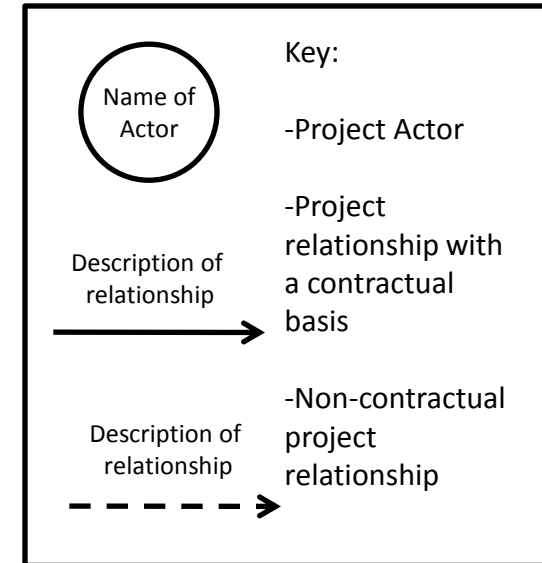 Key:
Name of
Actor
-Project Actor
-Project
relationship with
a contractual
basis
Description of
relationship
-Non-contractual
project
relationship
Description of
relationship